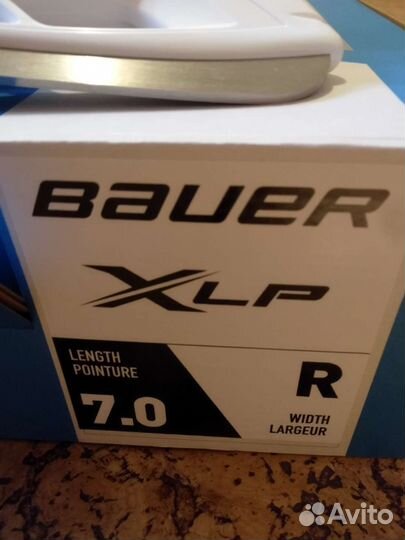 BAUER
XLP
LENGTH
POINTURE
7.0
R
WIDTH
LARGEUR
Avito